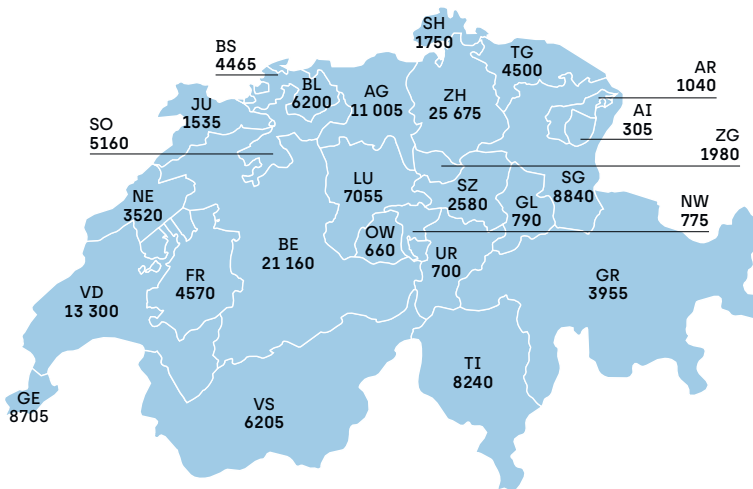 SH
1750
BS
4465
TG
4500
BL
6200
AG
11 005
ZH
25 675
AR
1040
JU
1535
AI
305
SO
5160
ZG
1980
LU
7055
SZ
2580
GL
790
SG
8840
NE
3520
NW
775
OW
660
BE
21 160
UR
700
FR
4570
GR
3955
VD
13 300
TI
8240
GE
8705
VS
6205